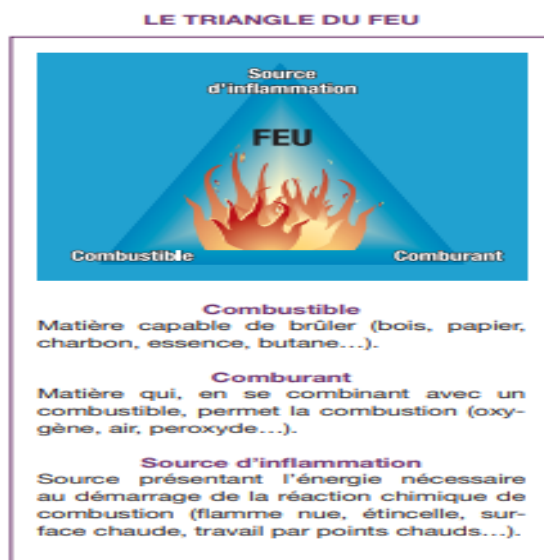 LE TRIANGLE DU FEU
Source
d'inflammation
FEU
Combustible
Comburant
Combustible
Matière capable de brûler (bois, papier,
charbon, essence, butane...).
Comburant
Matière qui, en se combinant avec un
combustible, permet la combustion (oxy-
gène, air, peroxyde...).
Source d'inflammation
Source présentant l'énergie nécessaire
au démarrage de la réaction chimique de
combustion (flamme nue, étincelle, sur-
face chaude, travail par points chauds...).